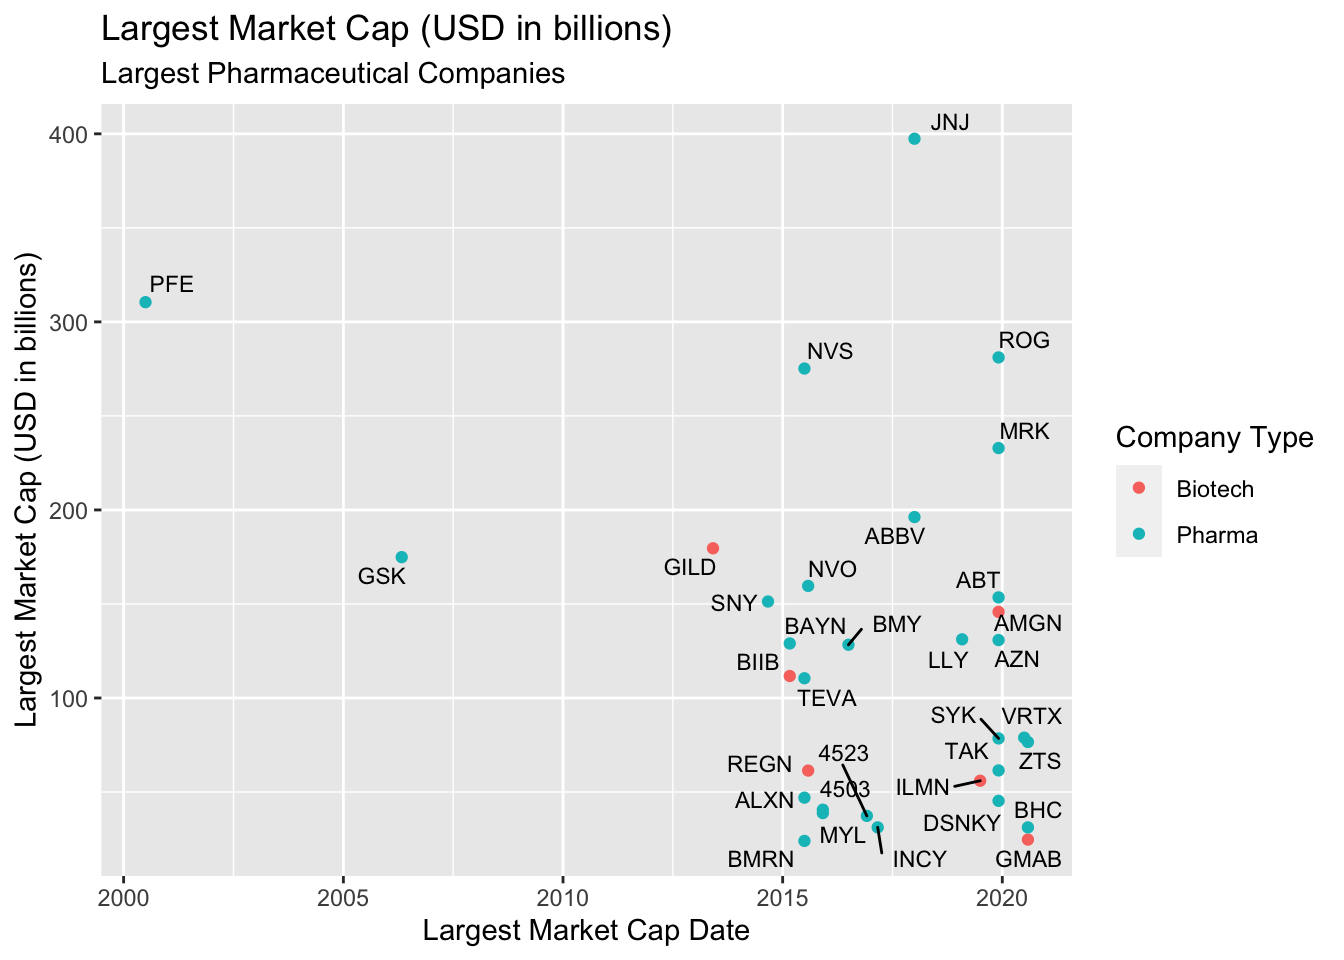 Largest Market Cap (USD in billions)
Largest Pharmaceutical Companies
Largest Market Cap (USD in billions)
400
300
200
100
JNJ
PFE
ROG
NVS
MRK
ABBV
GILD
GSK
NVO
ABT
SNY
BAYN
BMY
AMGN
LLY
AZN
BIIB
TEVA
SYK
VRTX
TAK
4523
REGN
ZTS
ILMN
4503
ALXN
BHC
DSNKY
MYL
BMRN
INCY
GMAB
2000
2005
2010
2015
2020
Largest Market Cap Date
Company Type
Biotech
Pharma